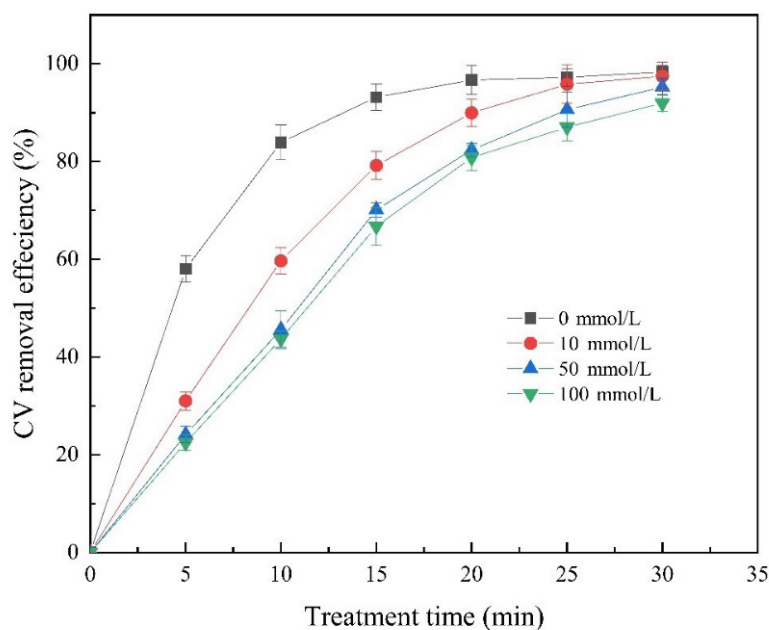 100
80
60
40
20
0
CV removal effeciency (%)
0 mmol/L
10 mmol/L
50 mmol/L
100 mmol/L
0 5 10 15 20 25 30 35
Treatment time (min)